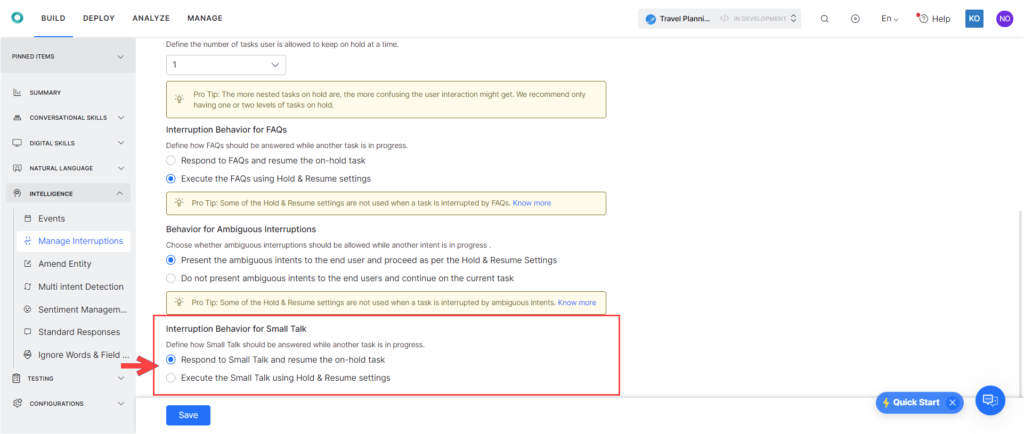 BUILD DEPLOY ANALYZE MANAGE
Travel Planni... IN DEVELOPMENT
En Help KO NO
PINNED ITEMS
SUMMARY
CONVERSATIONAL SKILLS
DIGITAL SKILLS
NATURAL LANGUAGE
INTELLIGENCE
Events
Manage Interruptions
Amend Entity
Multi intent Detection
Sentiment Managem...
Standard Responses
Ignore Words & Field ...
TESTING
CONFIGURATIONS
Define the number of tasks user is allowed to keep on hold at a time.
1
Pro Tip: The more nested tasks on hold are, the more confusing the user interaction might get. We recommend only
having one or two levels of tasks on hold.
Interruption Behavior for FAQs
Define how FAQs should be answered while another task is in progress.
Respond to FAQs and resume the on-hold task
Execute the FAQs using Hold & Resume settings
Pro Tip: Some of the Hold & Resume settings are not used when a task is interrupted by FAQs. Know more
Behavior for Ambiguous Interruptions
Choose whether ambiguous interruptions should be allowed while another intent is in progress .
Present the ambiguous intents to the end user and proceed as per the Hold & Resume Settings
Do not present ambiguous intents to the end users and continue on the current task
Pro Tip: Some of the Hold & Resume settings are not used when a task is interrupted by ambiguous intents. Know more
Interruption Behavior for Small Talk
Define how Small Talk should be answered while another task is in progress.
Respond to Small Talk and resume the on-hold task
Execute the Small Talk using Hold & Resume settings
Save
Quick Start